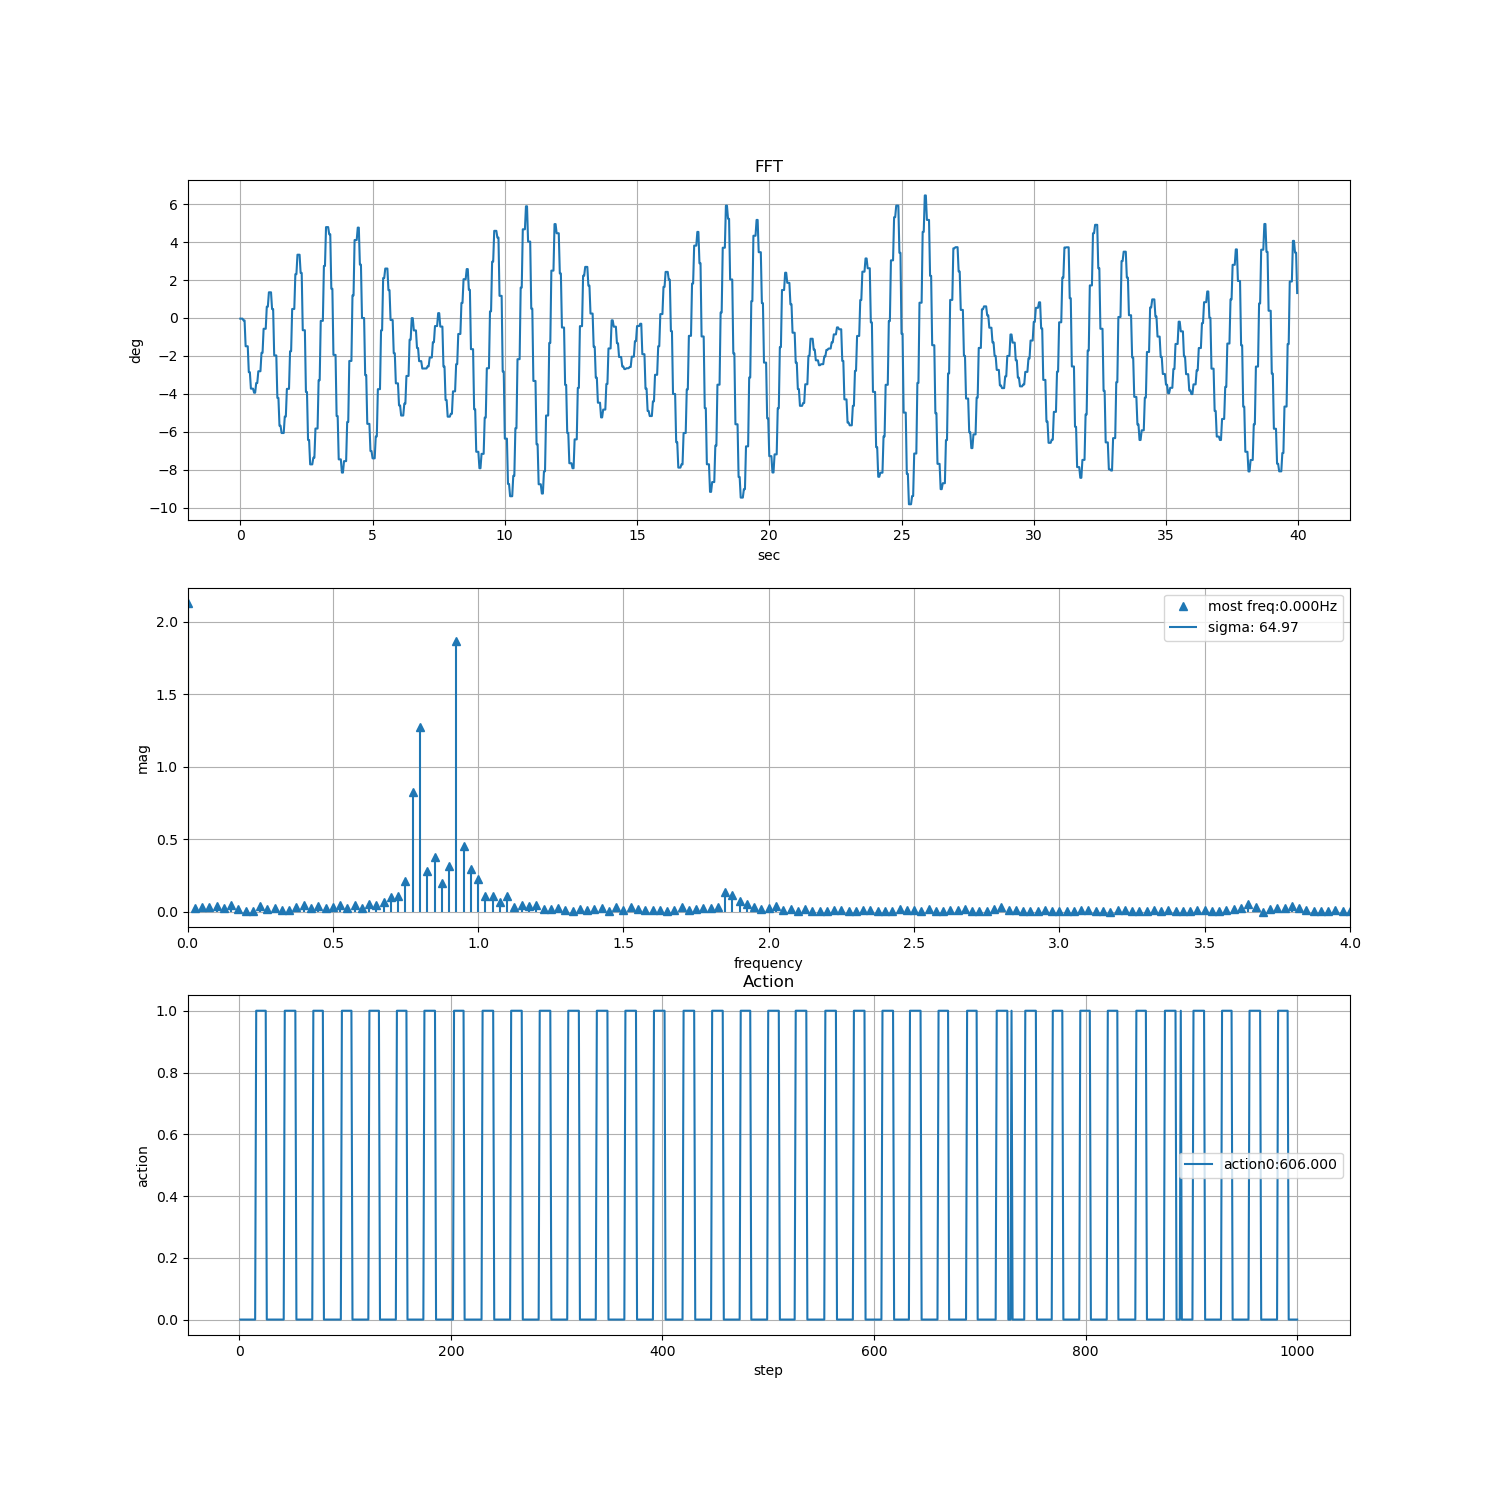 FFT
6
4
2
0
−2
−4
−6
−8
−10
deg
0 5 10 15 20 25 30 35 40
sec
2.0
1.5
1.0
0.5
0.0
mag
most freq:0.000Hz
sigma: 64.97
0.0 0.5 1.0 1.5 2.0 2.5 3.0 3.5 4.0
frequency
Action
1.0
0.8
0.6
0.4
0.2
0.0
action
action0:606.000
0 200 400 600 800 1000
step